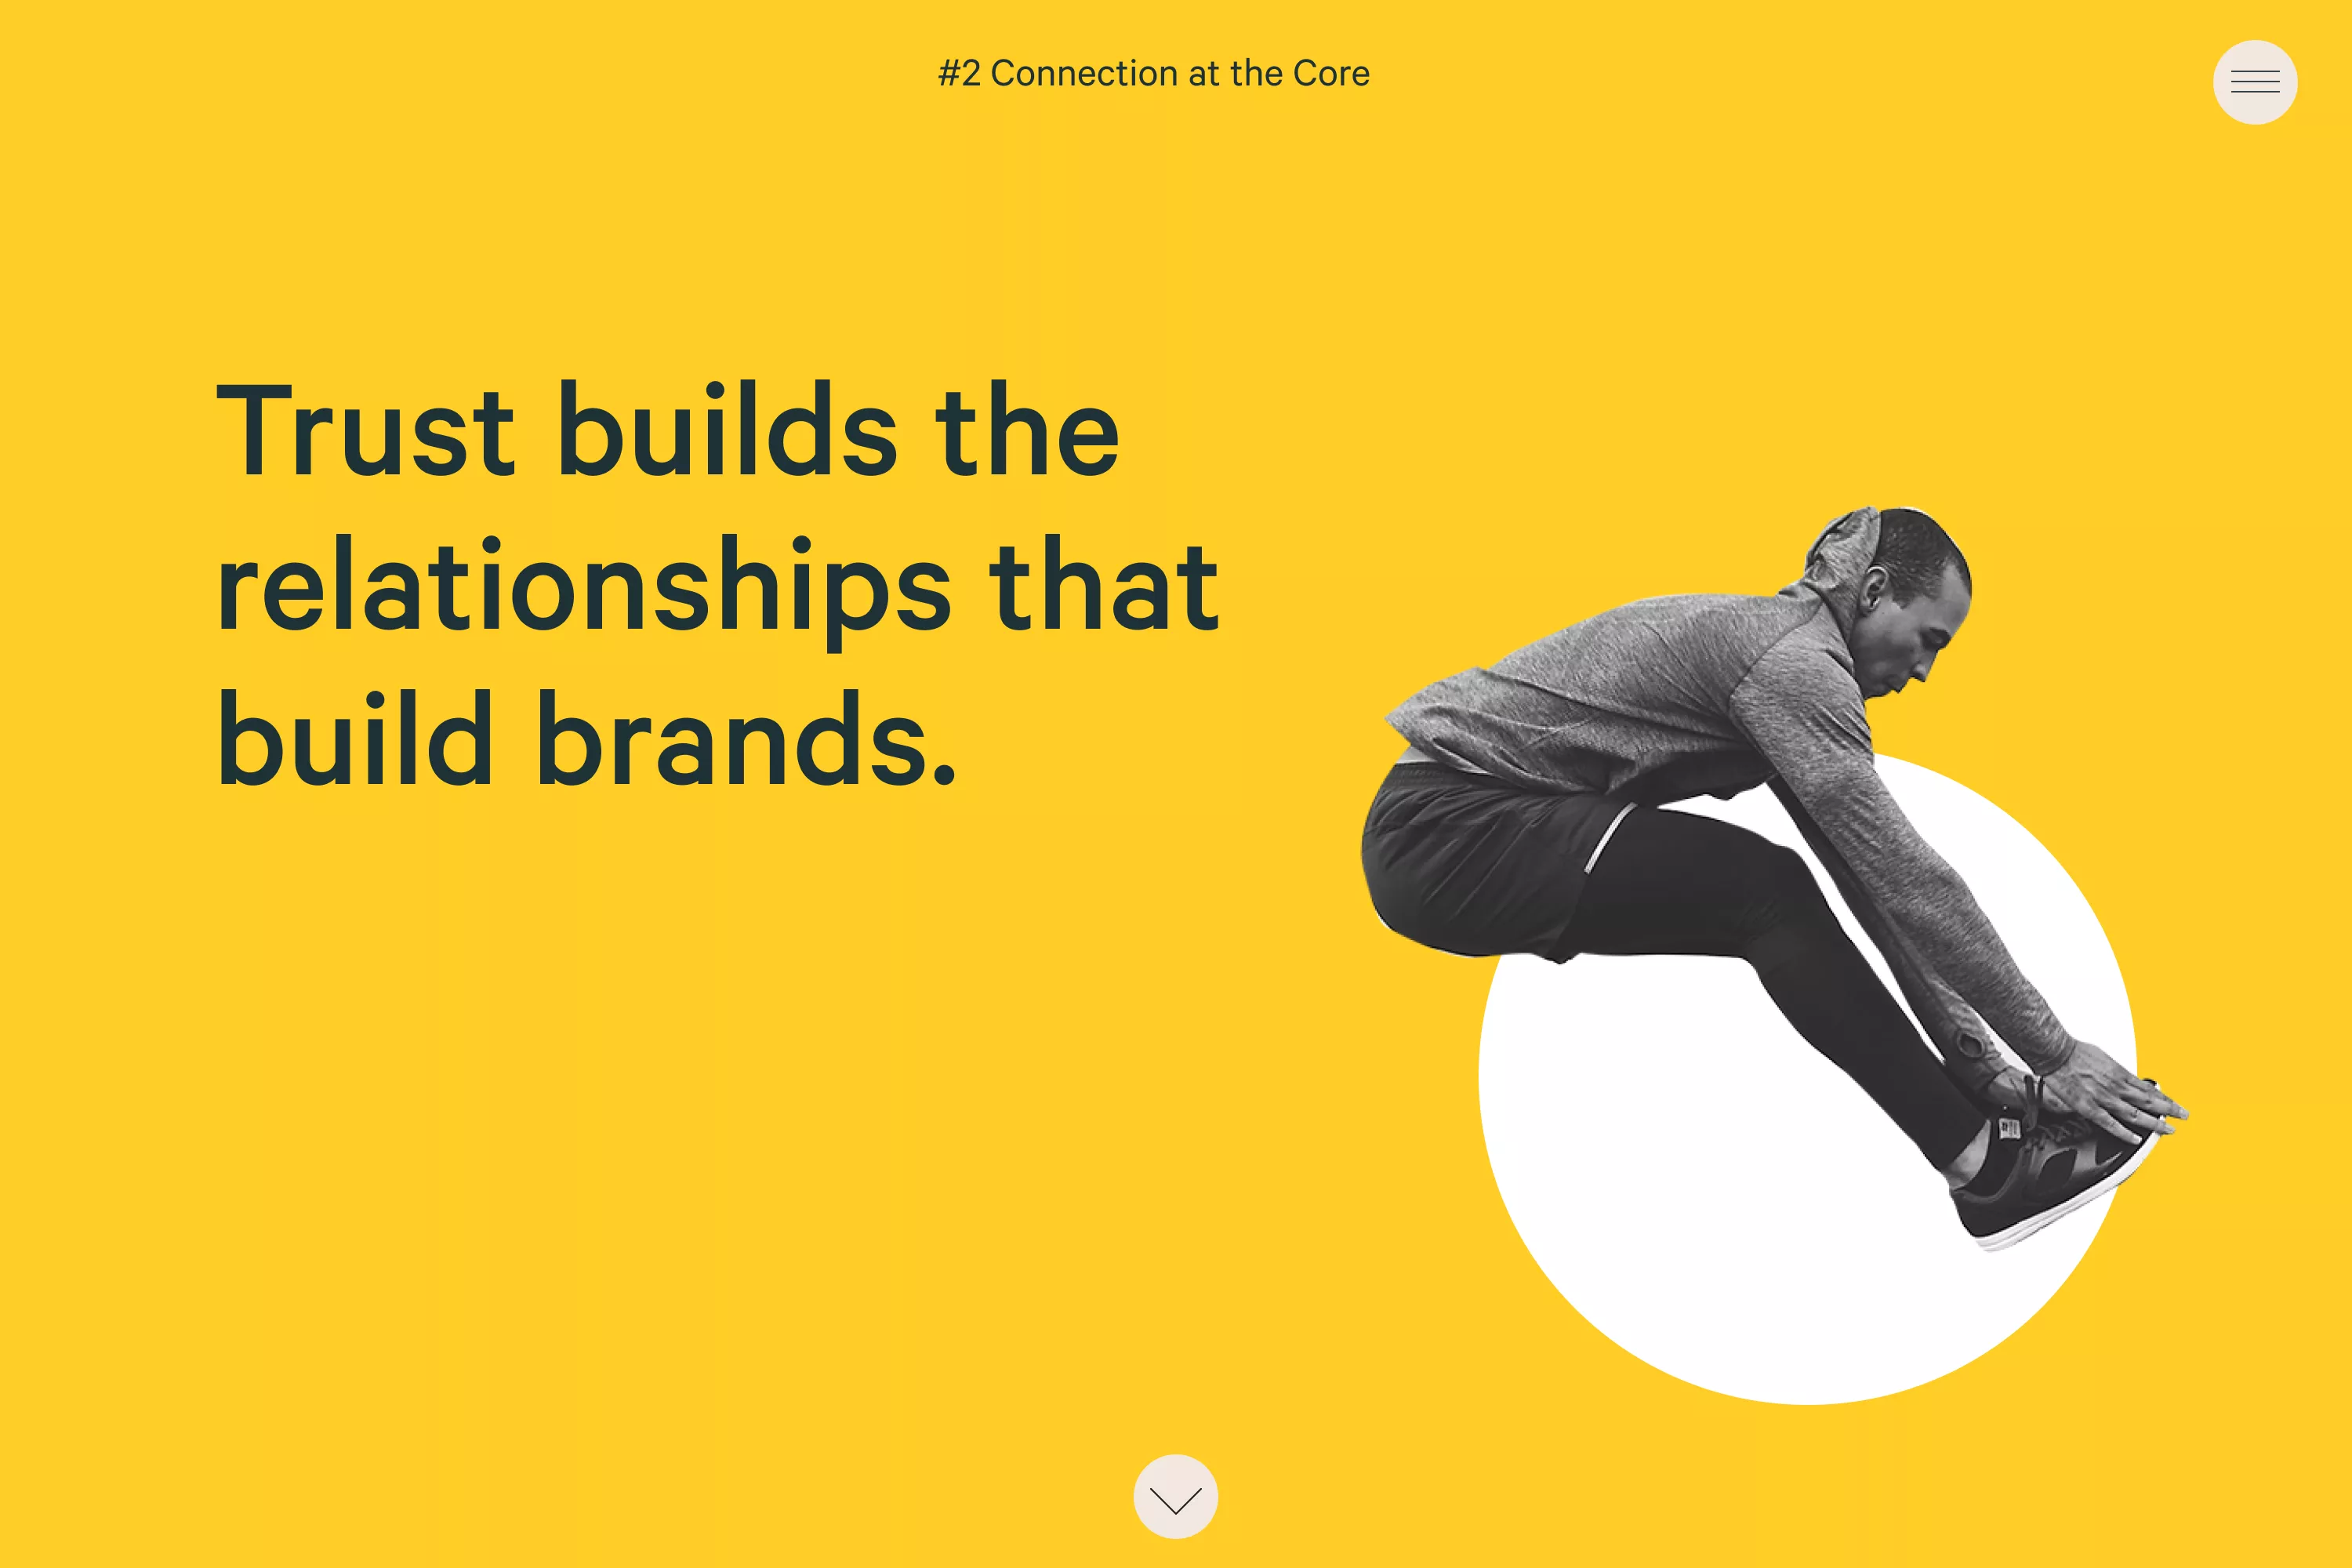 #2 Connection at the Core
Trust builds the
relationships that
build brands.